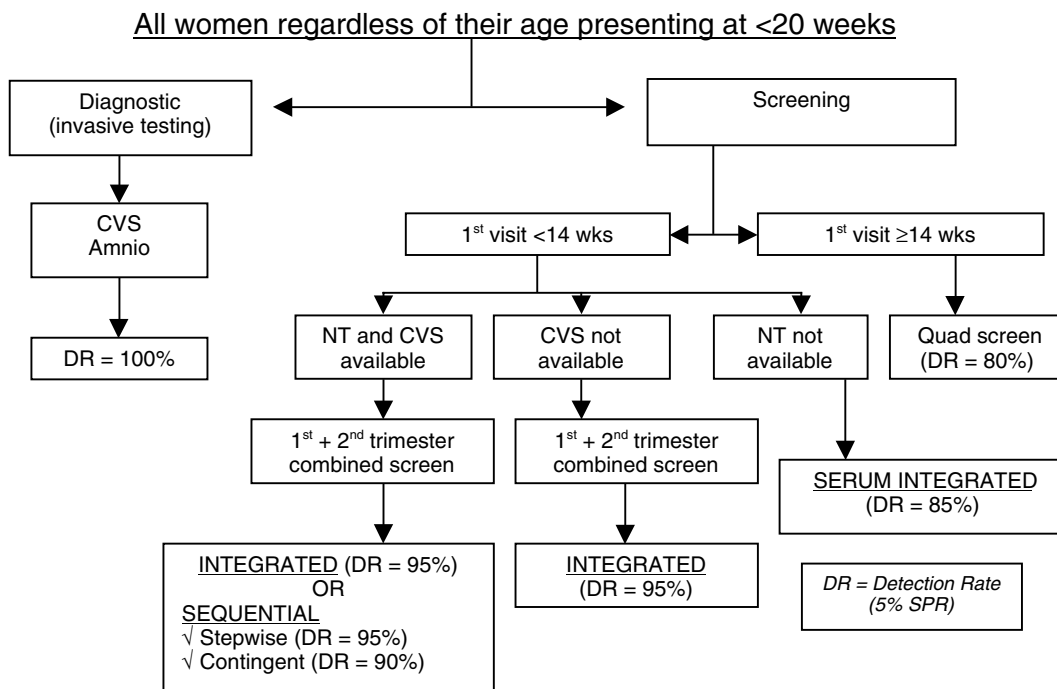 All women regardless of their age presenting at <20 weeks
Diagnostic
(invasive testing)
Screening
CVS
Amnio
1st visit <14 wks
1st visit ≥14 wks
DR = 100%
NT and CVS
available
CVS not
available
NT not
available
Quad screen
(DR = 80%)
1st + 2nd trimester
combined screen
1st + 2nd trimester
combined screen
SERUM INTEGRATED
(DR = 85%)
INTEGRATED (DR = 95%)
OR
SEQUENTIAL
√ Stepwise (DR = 95%)
√ Contingent (DR = 90%)
INTEGRATED
(DR = 95%)
DR = Detection Rate
(5% SPR)